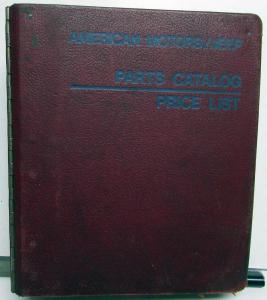 AMERICAN MOTORS/JEEP
PARTS CATALOG
PRICE LIST